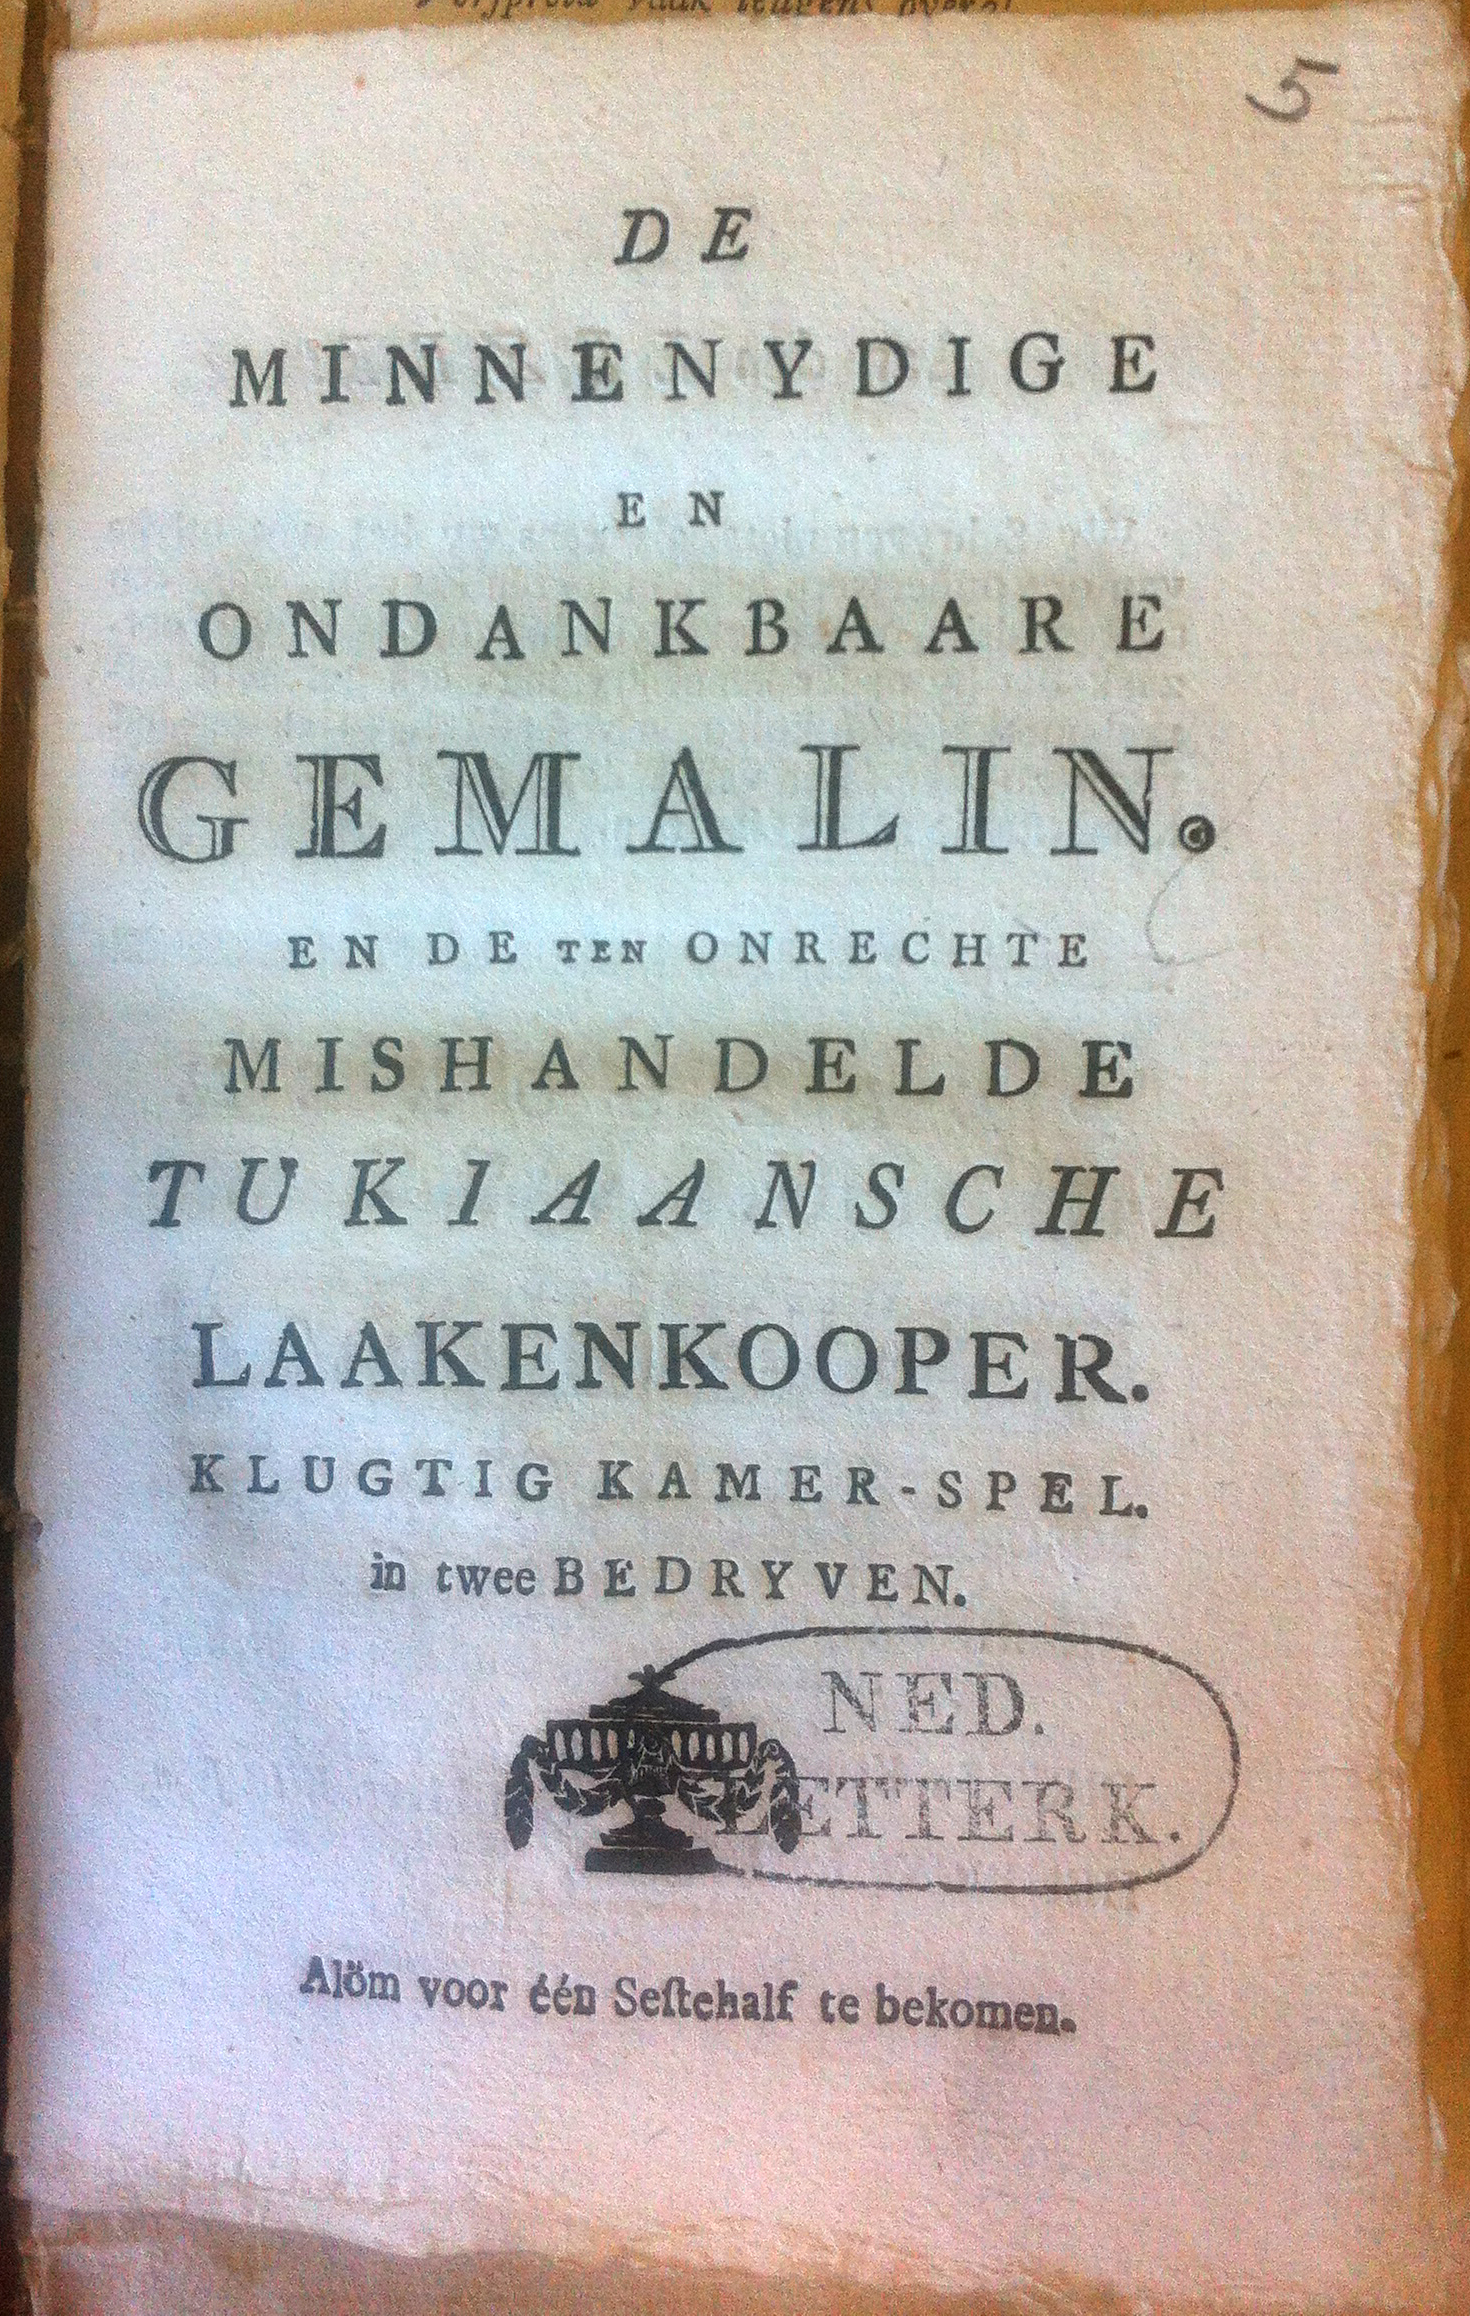 5
DE
MINNENYDIGE
EN
ONDANKBAARE
GEMALIN.
EN DE TEN ONRECHTE
MISHANDELDE
TUKIAANSCHE
LAAKENKOOPER.
KLUGTIG KAMER-SPEL.
in twee BEDRYVEN.
NED.
LETTERK.
Alöm voor één Seſtehalf te bekomen.